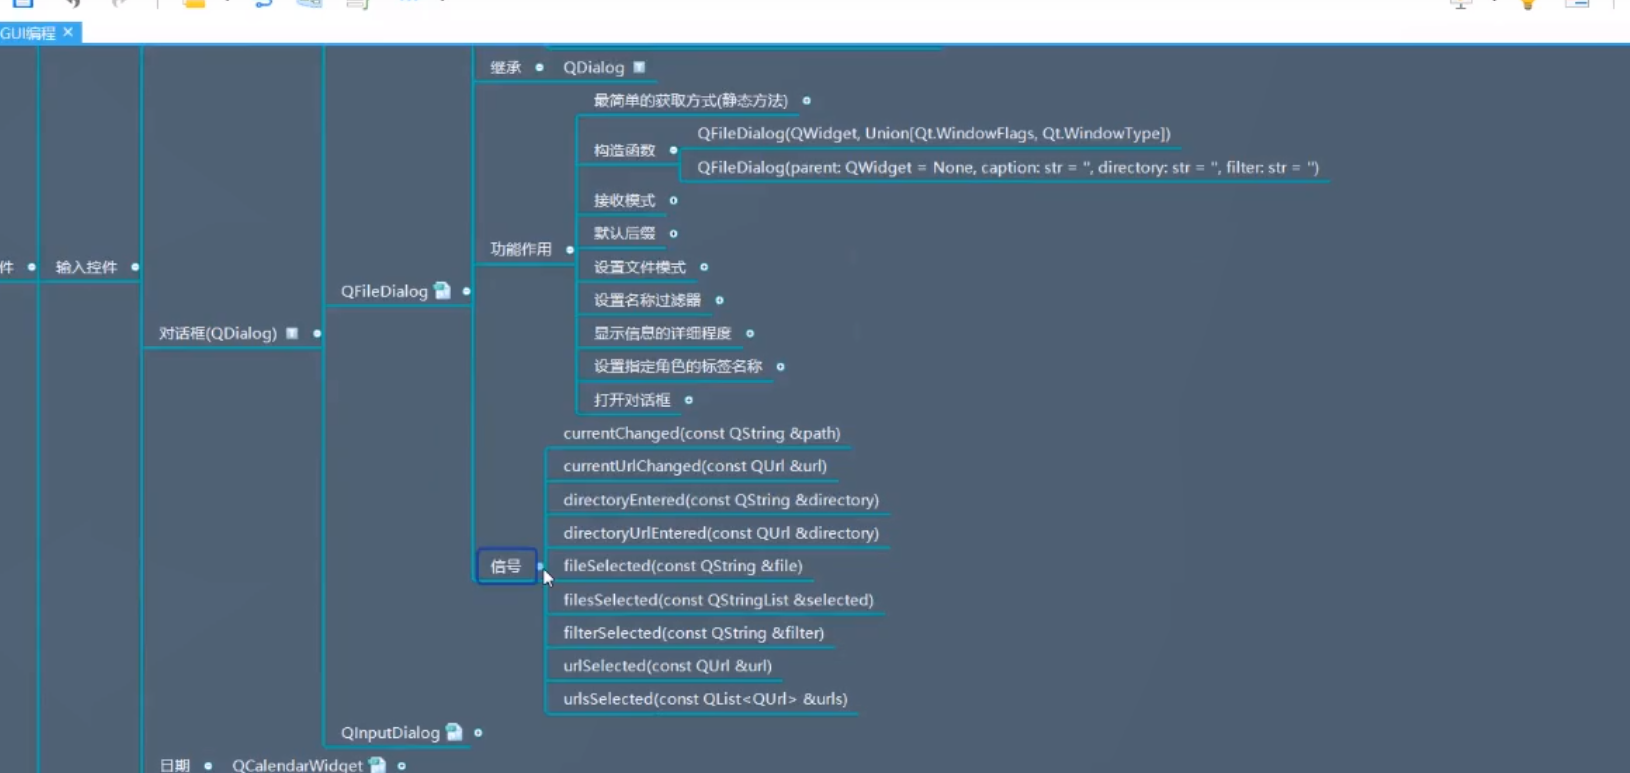 GUI编程
继承
QDialog
最简单的获取方式(静态方法)
QFileDialog(QWidget, Union[Qt.WindowFlags, Qt.WindowType])
构造函数
QFileDialog(parent: QWidget = None, caption: str = '', directory: str = '', filter: str = '')
接收模式
默认后缀
功能作用
件
输入控件
设置文件模式
QFileDialog
设置名称过滤器
对话框(QDialog)
显示信息的详细程度
设置指定角色的标签名称
打开对话框
currentChanged(const QString &path)
currentUrlChanged(const QUrl &url)
directoryEntered(const QString &directory)
directoryUrlEntered(const QUrl &directory)
信号
fileSelected(const QString &file)
filesSelected(const QStringList &selected)
filterSelected(const QString &filter)
urlSelected(const QUrl &url)
urlsSelected(const QList<QUrl> &urls)
QInputDialog
日期
QCalendarWidget